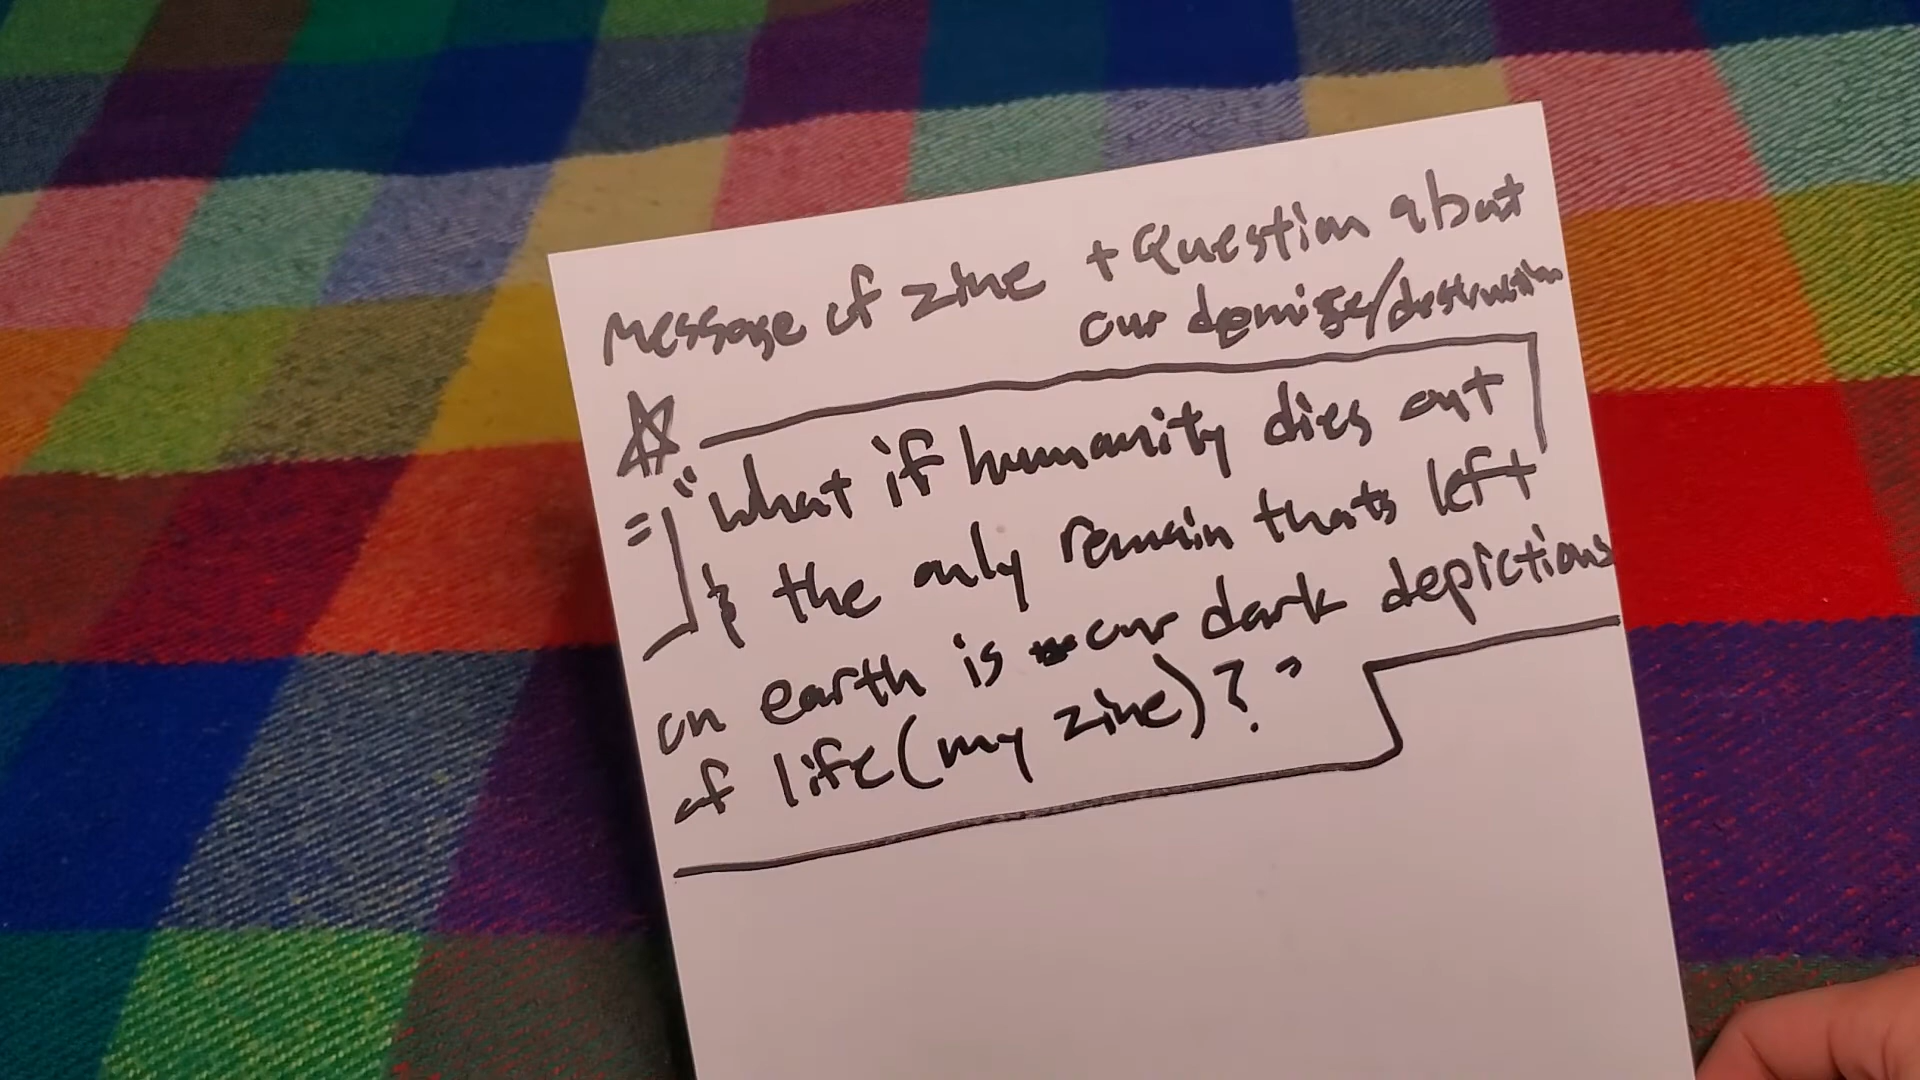 Message of zine + Question about
our demise/destruction
= "What if humanity dies out
& the only remain thats left
on earth is our dark depictions
of life (my zine)?"